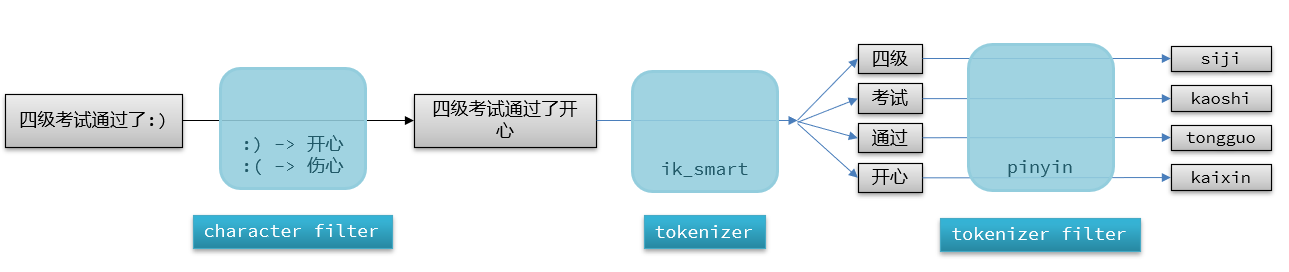 四级考试通过了:)
:) -> 开心
:( -> 伤心
character filter
四级考试通过了开
心
ik_smart
tokenizer
四级
考试
通过
开心
pinyin
tokenizer filter
siji
kaoshi
tongguo
kaixin